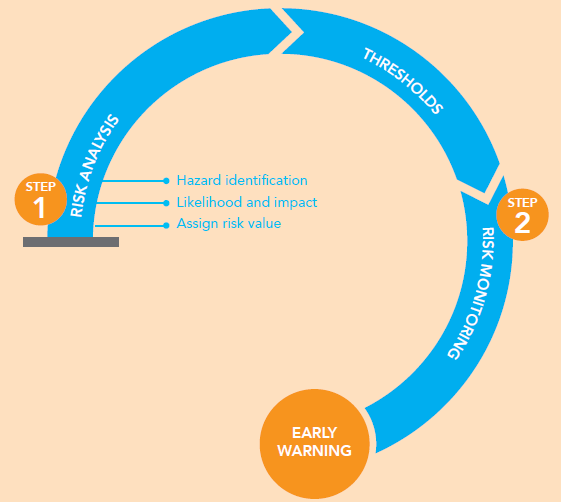 STEP
1
RISK ANALYSIS
Hazard identification
Likelihood and impact
Assign risk value
THRESHOLDS
STEP
2
RISK MONITORING
EARLY
WARNING